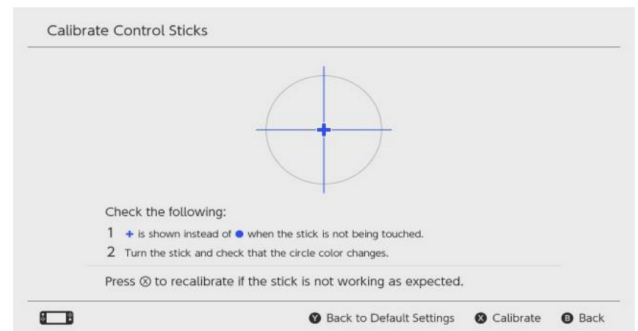 Calibrate Control Sticks
Check the following:
1 + is shown instead of ● when the stick is not being touched.
2 Turn the stick and check that the circle color changes.
Press Ⓧ to recalibrate if the stick is not working as expected.
Ⓨ Back to Default Settings Ⓧ Calibrate Ⓑ Back